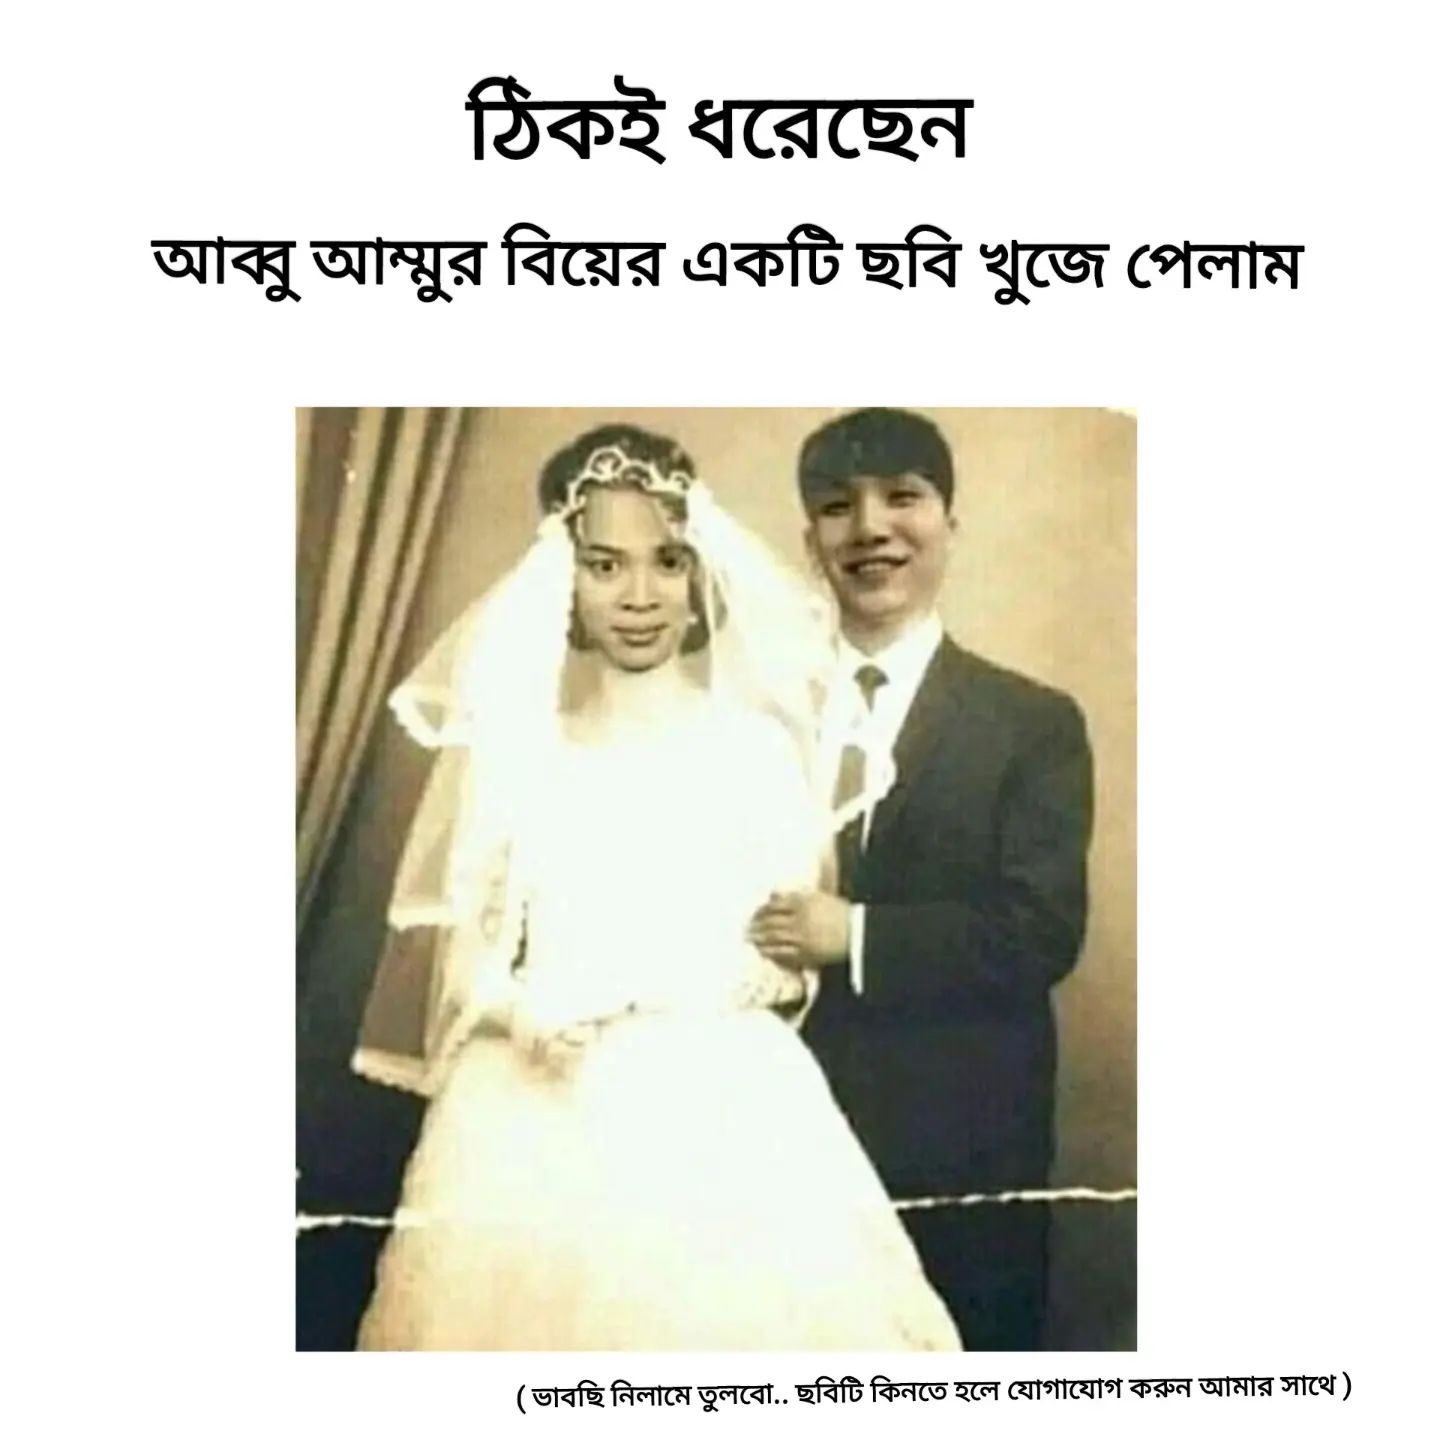 ঠিকই ধরেছেন
আব্বু আম্মুর বিয়ের একটি ছবি খুজে পেলাম
( ভাবছি নিলামে তুলবো.. ছবিটি কিনতে হলে যোগাযোগ করুন আমার সাথে )